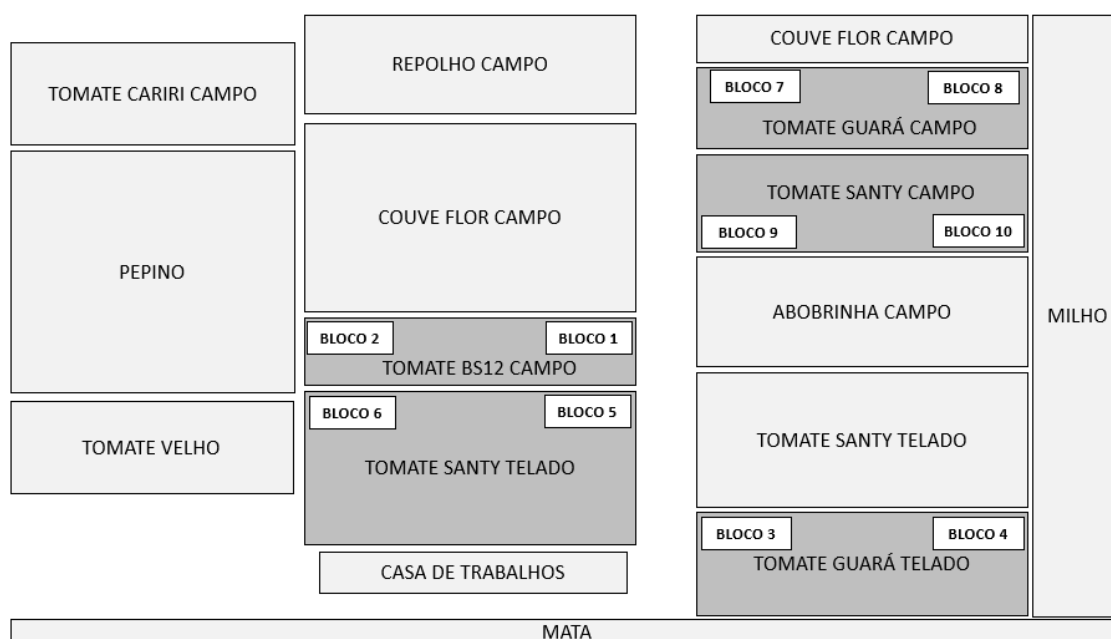 TOMATE CARIRI CAMPO
PEPINO
TOMATE VELHO
REPOLHO CAMPO
COUVE FLOR CAMPO
BLOCO 2
BLOCO 1
TOMATE BS12 CAMPO
BLOCO 6
BLOCO 5
TOMATE SANTY TELADO
CASA DE TRABALHOS
COUVE FLOR CAMPO
BLOCO 7
BLOCO 8
TOMATE GUARÁ CAMPO
TOMATE SANTY CAMPO
BLOCO 9
BLOCO 10
ABOBRINHA CAMPO
TOMATE SANTY TELADO
BLOCO 3
BLOCO 4
TOMATE GUARÁ TELADO
MILHO
MATA